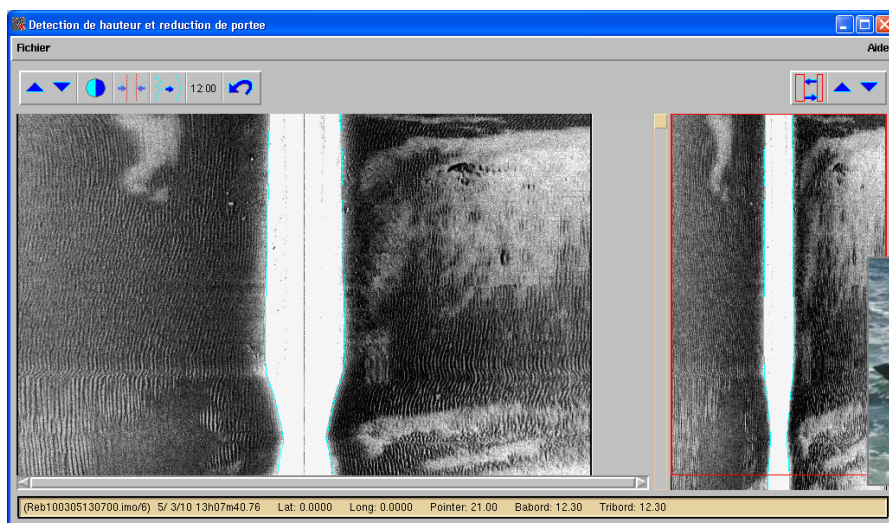 Detection de hauteur et reduction de portee
Fichier Aide
12:00
(Reb100305130700.imo/6) 5/ 3/10 13h07m40.76 Lat: 0.0000 Long: 0.0000 Pointer: 21.00 Babord: 12.30 Tribord: 12.30